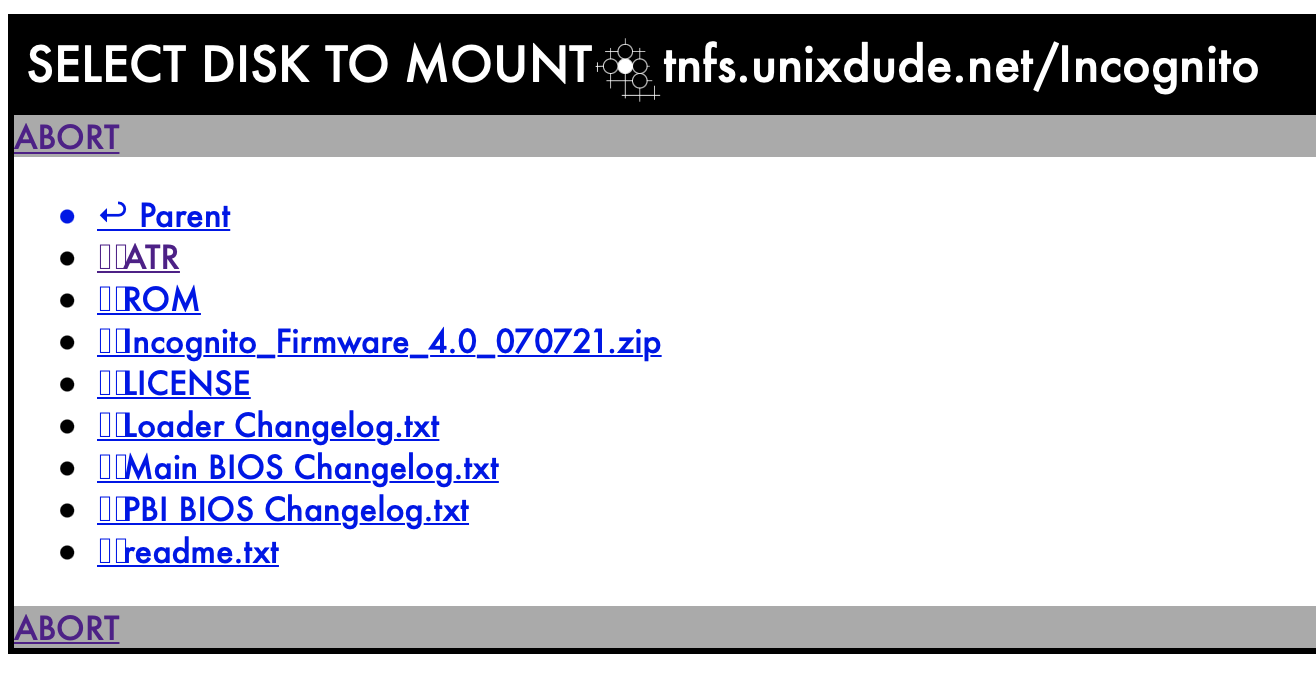 SELECT DISK TO MOUNT tnfs.unixdude.net/Incognito
ABORT
↩ Parent
ATR
ROM
Incognito_Firmware_4.0_070721.zip
LICENSE
Loader Changelog.txt
Main BIOS Changelog.txt
PBI BIOS Changelog.txt
readme.txt
ABORT